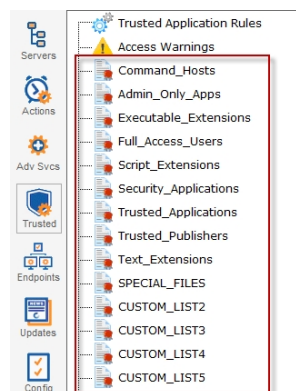 Servers
Actions
Adv Svcs
Trusted
Endpoints
NEWS
Updates
Config
Trusted Application Rules
Access Warnings
Command_Hosts
Admin_Only_Apps
Executable_Extensions
Full_Access_Users
Script_Extensions
Security_Applications
Trusted_Applications
Trusted_Publishers
Text_Extensions
SPECIAL_FILES
CUSTOM_LIST2
CUSTOM_LIST3
CUSTOM_LIST4
CUSTOM_LIST5